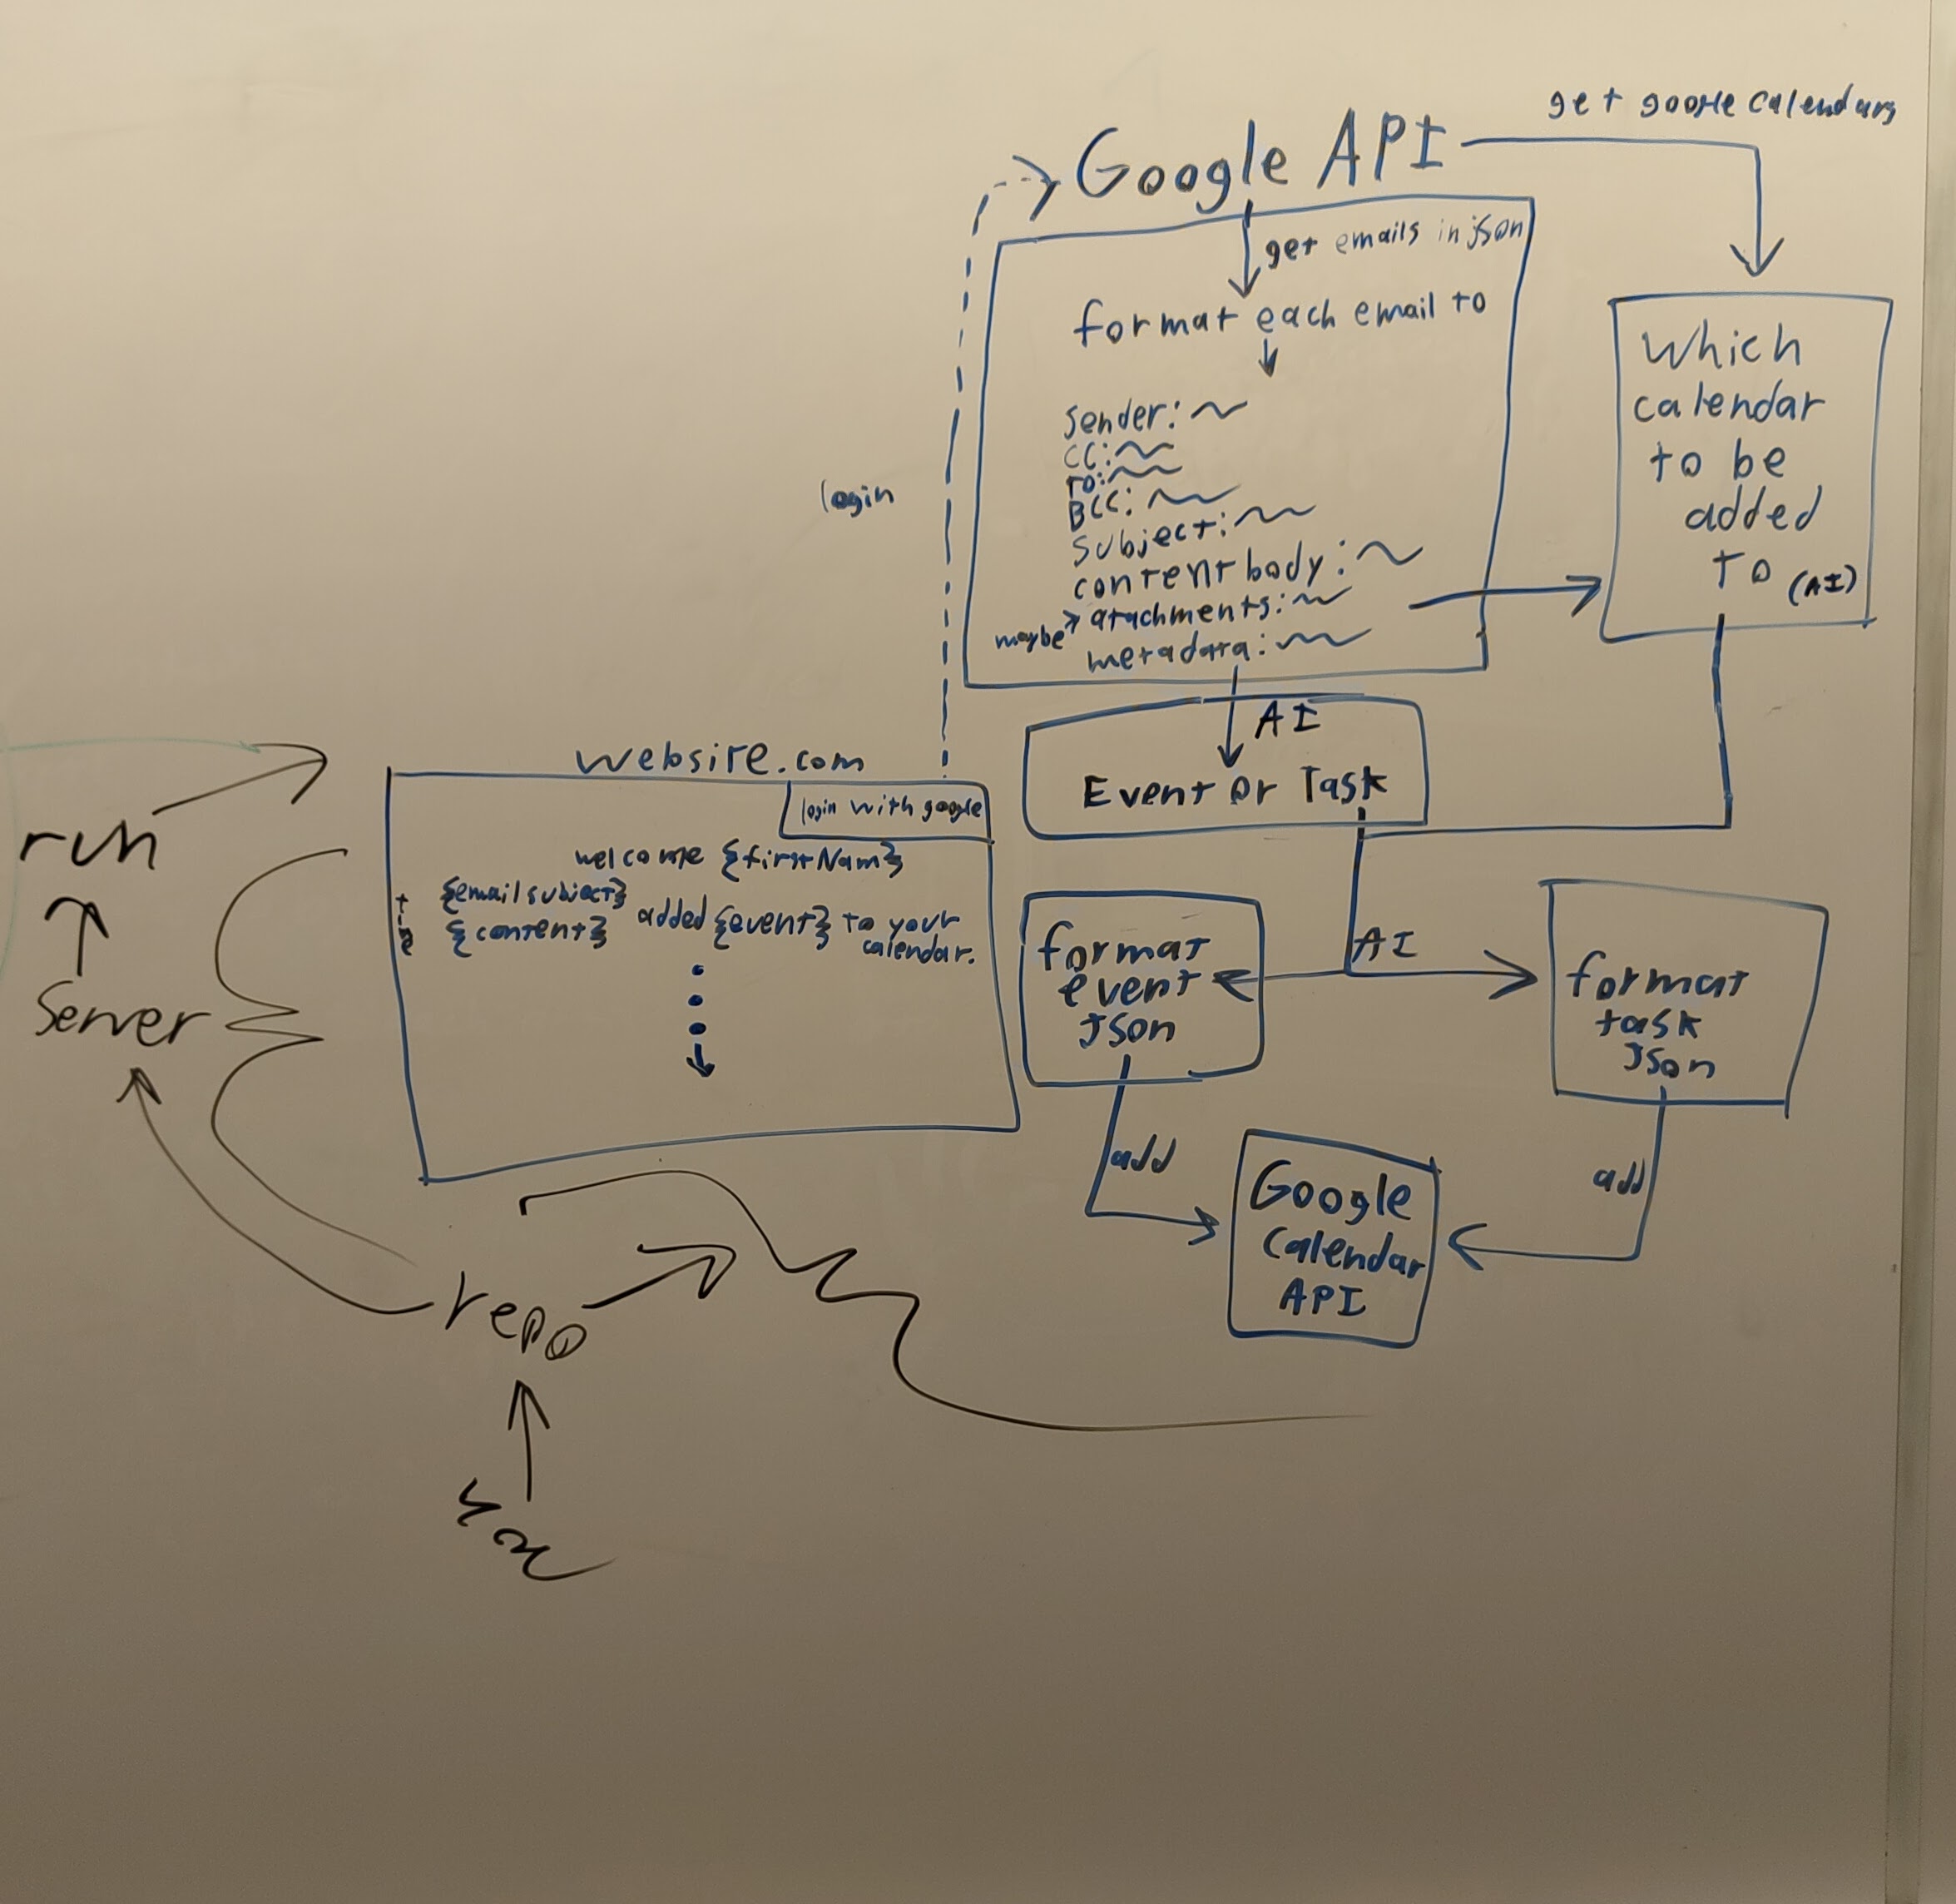 get google calendars
Google API
get emails in json
format each email to
sender:
CC:
TO:
BCC:
subject:
content body:
maybe atachments:
metadata:
which
calendar
to be
added
to (AI)
login
AI
Event Or Task
website.com
login with google
welcome {firstNam}
time
{email subject}
{content}
added {event} to your
calendar.
AI
format
event
Json
format
task
Json
add
add
Google
Calendar
API
run
Server
repo